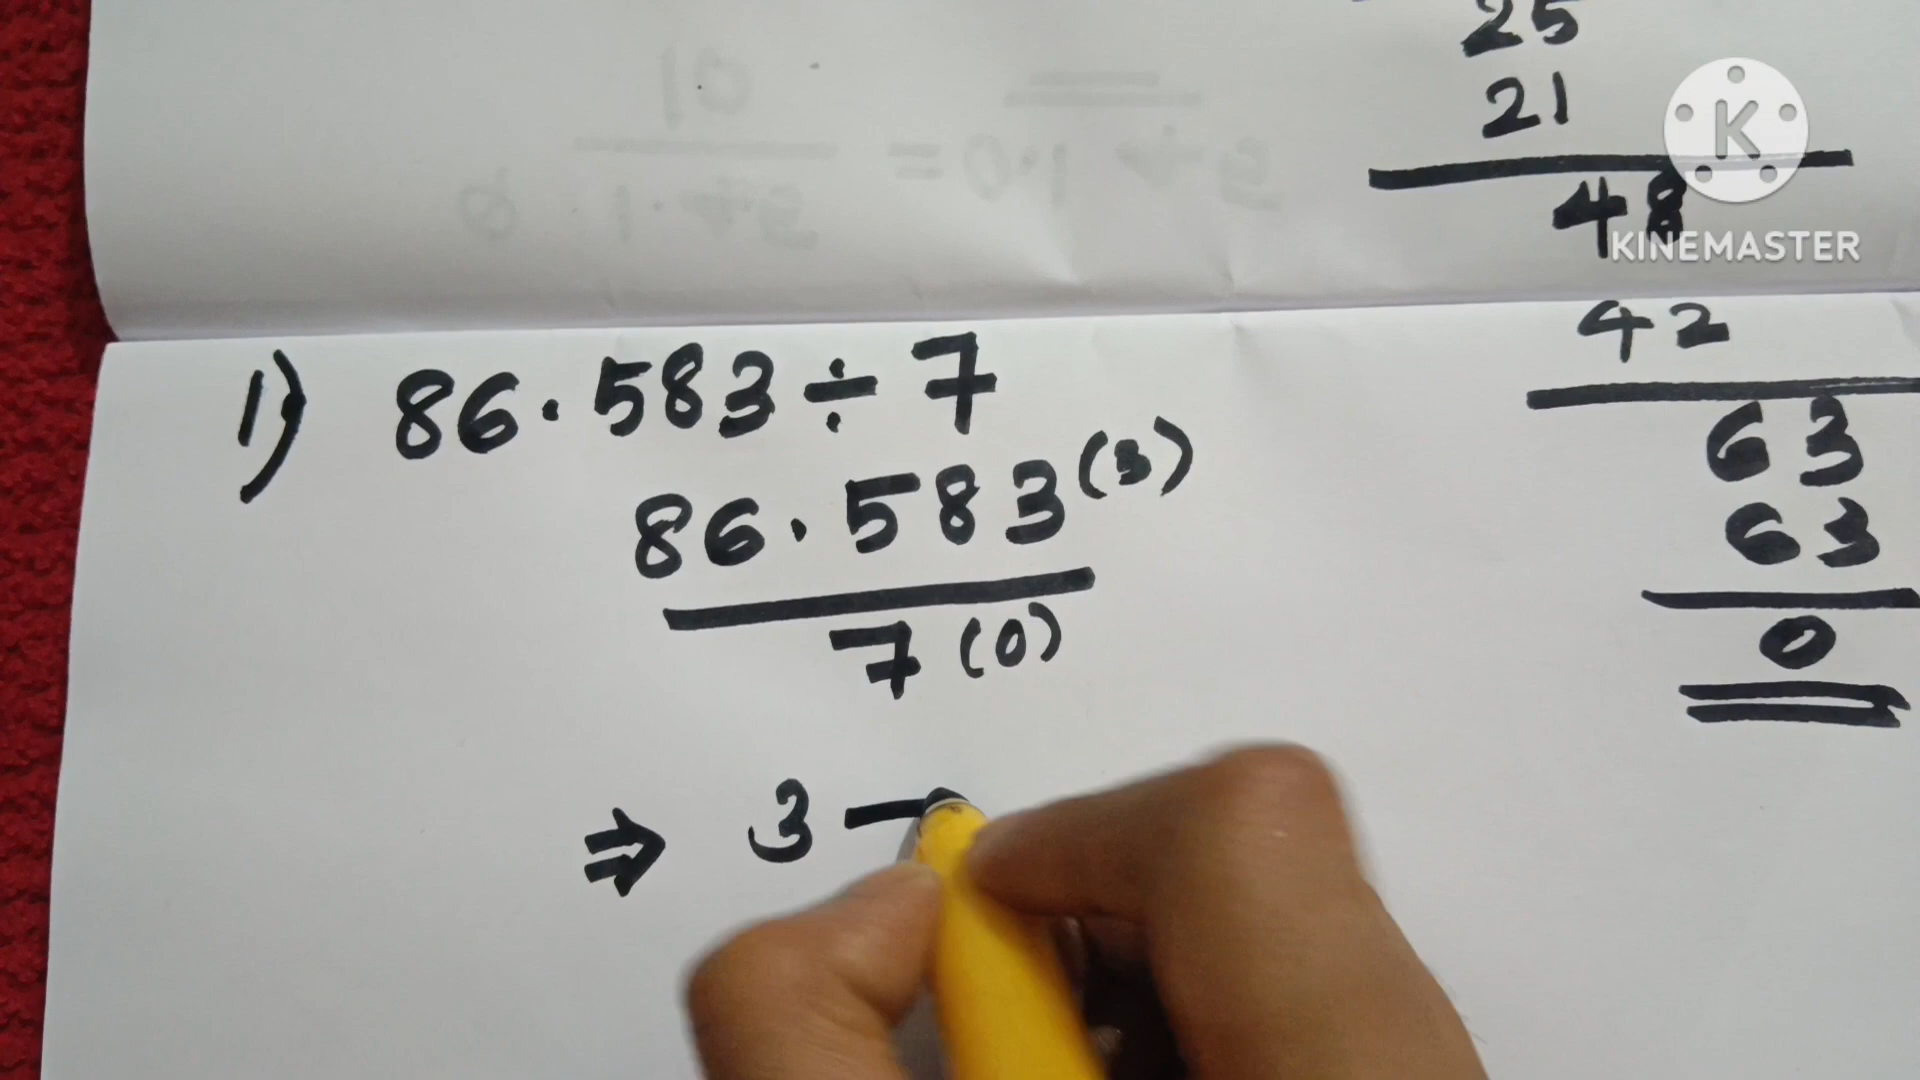 25
21
48
K
KINEMASTER
42
63
63
0
1) 86.583 ÷ 7
86.583 (3)
7 (0)
⇒ 3 —